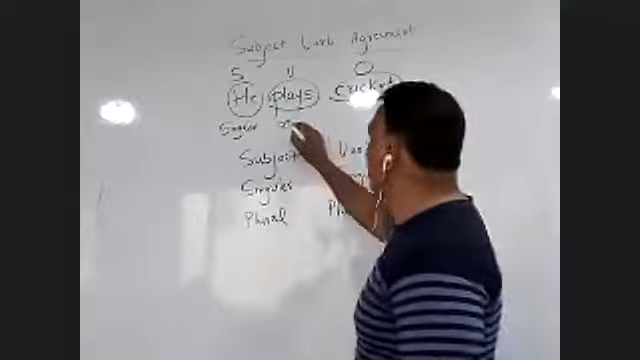 Subject Verb Agreement
S V O
He plays Cricket
Singular
Subject
Singular
Plural